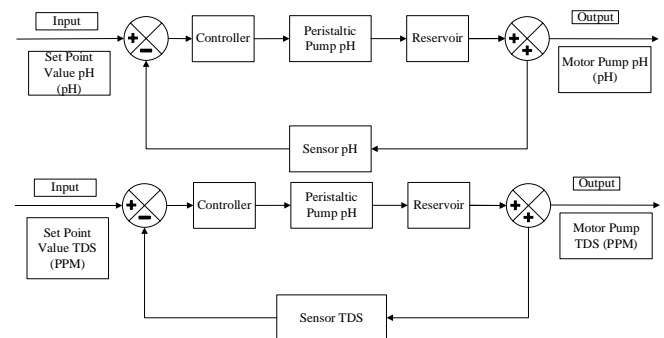 Input
Output
+
−
Controller
Peristaltic
Pump pH
Reservoir
+
+
Set Point
Value pH
(pH)
Motor Pump pH
(pH)
Sensor pH
Input
Output
+
−
Controller
Peristaltic
Pump pH
Reservoir
+
+
Set Point
Value TDS
(PPM)
Motor Pump
TDS (PPM)
Sensor TDS